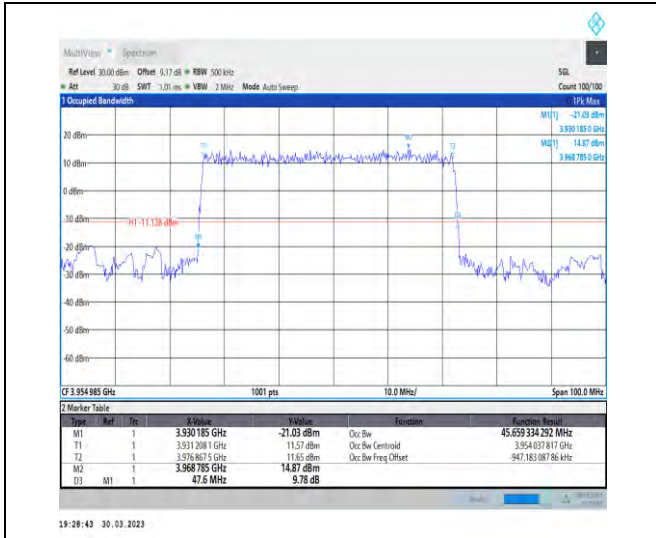 MultiView Spectrum
Ref Level 30.00 dBm Offset 9.17 dB RBW 500 kHz SGL
Att 30 dB SWT 1.01 ms VBW 2 MHz Mode Auto Sweep Count 100/100
1 Occupied Bandwidth 1Pk Max
M1[1] -21.03 dBm
3.930 185 0 GHz
M2[1] 14.87 dBm
3.968 785 0 GHz
20 dBm
T1 M2 T2
10 dBm
0 dBm
D3
-10 dBm
H1 -11.128 dBm
M1
-20 dBm
-30 dBm
-40 dBm
-50 dBm
-60 dBm
CF 3.954 985 GHz 1001 pts 10.0 MHz/ Span 100.0 MHz
2 Marker Table
Type Ref Trc X-Value Y-Value Function Function Result
M1 1 3.930 185 GHz -21.03 dBm Occ Bw 45.659 334 292 MHz
T1 1 3.931 208 1 GHz 11.57 dBm Occ Bw Centroid 3.954 037 817 GHz
T2 1 3.976 867 5 GHz 11.65 dBm Occ Bw Freq Offset -947.183 087 86 kHz
M2 1 3.968 785 GHz 14.87 dBm
D3 M1 1 47.6 MHz 9.78 dB
19:28:43 30.03.2023